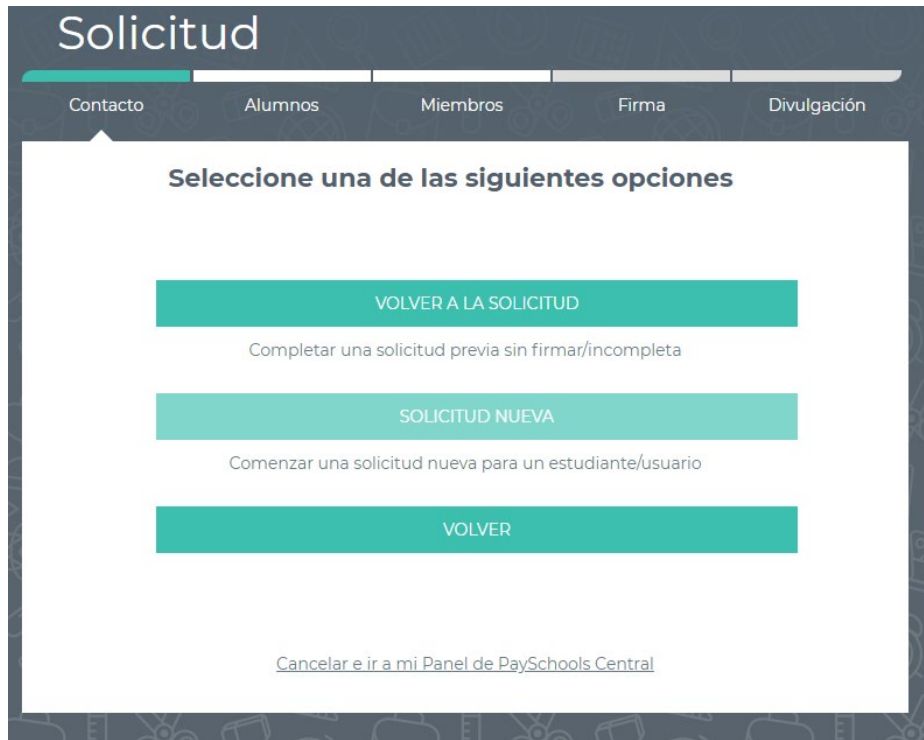 Solicitud
Contacto Alumnos Miembros Firma Divulgación
Seleccione una de las siguientes opciones
VOLVER A LA SOLICITUD
Completar una solicitud previa sin firmar/incompleta
SOLICITUD NUEVA
Comenzar una solicitud nueva para un estudiante/usuario
VOLVER
Cancelar e ir a mi Panel de PaySchools Central